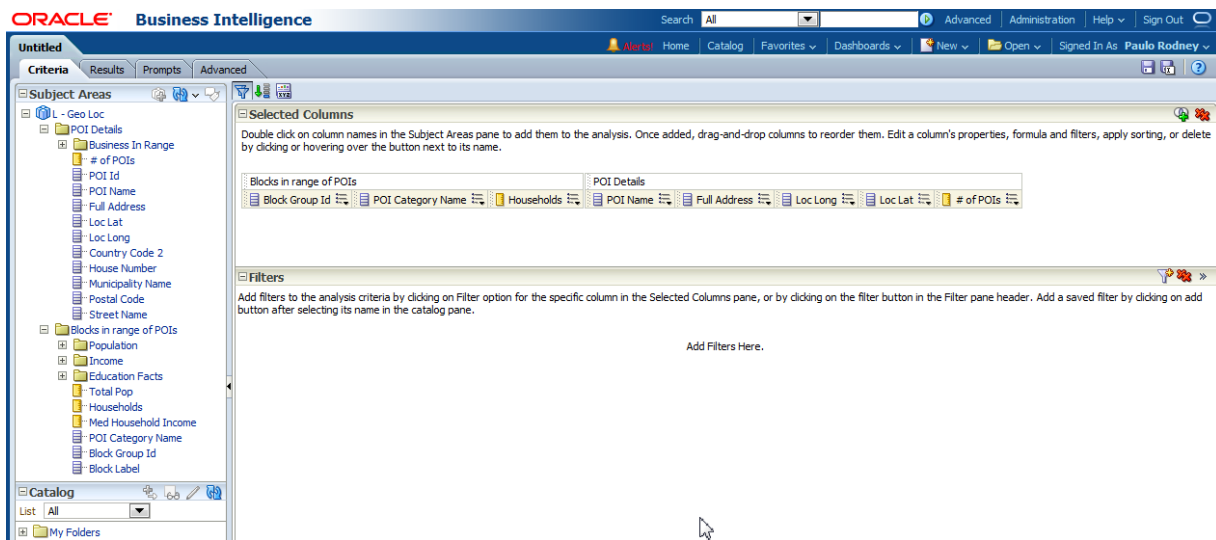 ORACLE Business Intelligence
Search All Advanced Administration Help Sign Out
Untitled
Alerts! Home Catalog Favorites Dashboards New Open Signed In As Paulo Rodney
Criteria Results Prompts Advanced
Subject Areas
L - Geo Loc
POI Details
Business In Range
# of POIs
POI Id
POI Name
Full Address
Loc Lat
Loc Long
Country Code 2
House Number
Municipality Name
Postal Code
Street Name
Blocks in range of POIs
Population
Income
Education Facts
Total Pop
Households
Med Household Income
POI Category Name
Block Group Id
Block Label
Catalog
List All
My Folders
Selected Columns
Double click on column names in the Subject Areas pane to add them to the analysis. Once added, drag-and-drop columns to reorder them. Edit a column's properties, formula and filters, apply sorting, or delete
by clicking or hovering over the button next to its name.
Blocks in range of POIs POI Details
Block Group Id POI Category Name Households POI Name Full Address Loc Long Loc Lat # of POIs
Filters
Add filters to the analysis criteria by clicking on Filter option for the specific column in the Selected Columns pane, or by clicking on the filter button in the Filter pane header. Add a saved filter by clicking on add
button after selecting its name in the catalog pane.
Add Filters Here.